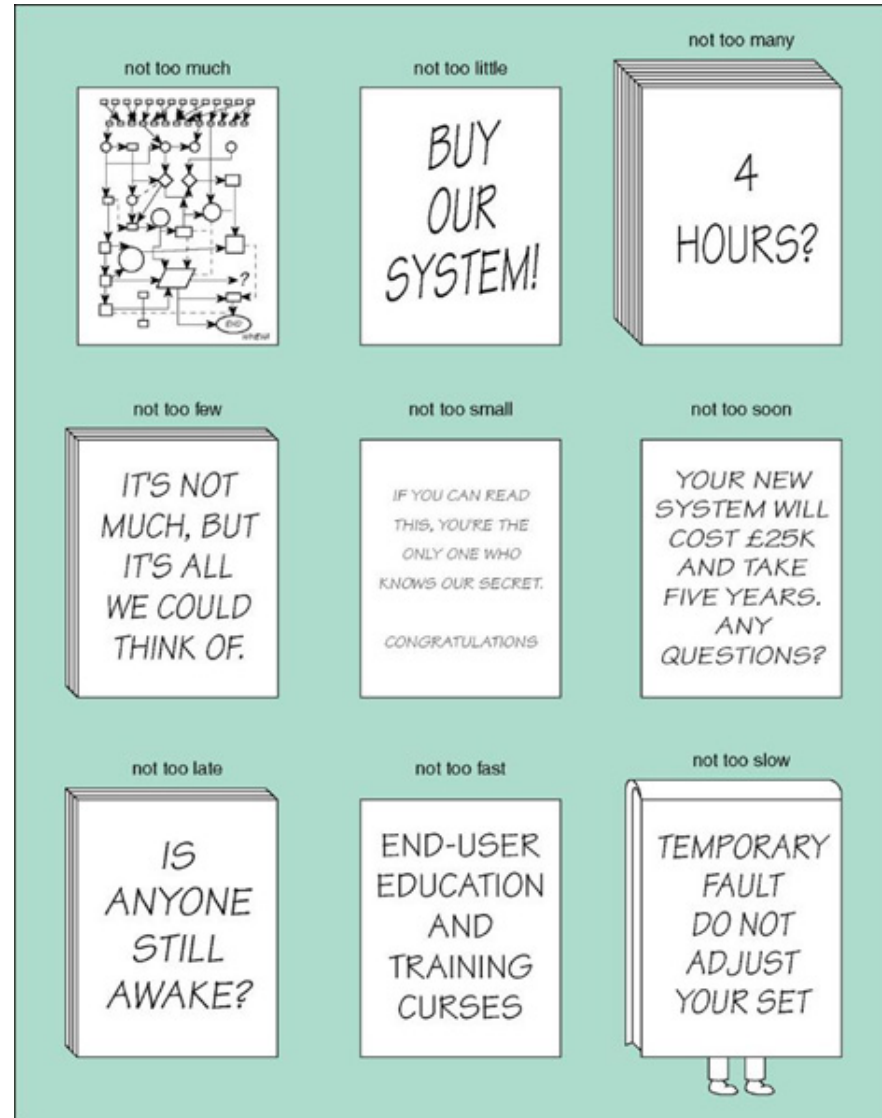 not too much
not too little
not too many
BUY
OUR
SYSTEM!
4
HOURS?
?
END
not too few
not too small
not too soon
IT'S NOT
MUCH, BUT
IT'S ALL
WE COULD
THINK OF.
IF YOU CAN READ
THIS, YOU'RE THE
ONLY ONE WHO
KNOWS OUR SECRET.
CONGRATULATIONS
YOUR NEW
SYSTEM WILL
COST £25K
AND TAKE
FIVE YEARS.
ANY
QUESTIONS?
not too late
not too fast
not too slow
IS
ANYONE
STILL
AWAKE?
END-USER
EDUCATION
AND
TRAINING
CURSES
TEMPORARY
FAULT
DO NOT
ADJUST
YOUR SET